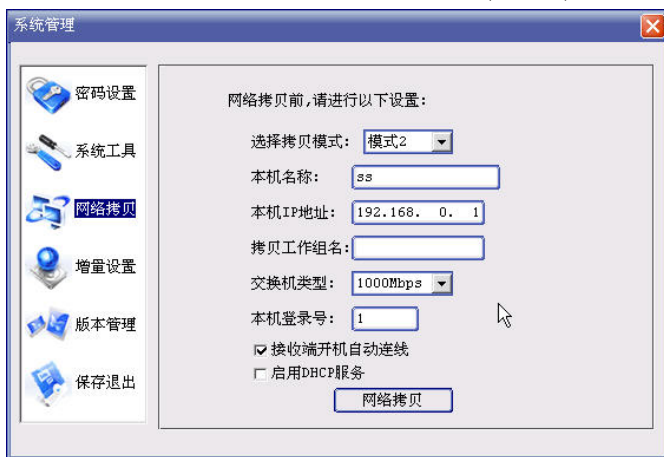 系统管理
密码设置
系统工具
网络拷贝
增量设置
版本管理
保存退出
网络拷贝前,请进行以下设置:
选择拷贝模式: 模式2
本机名称: ss
本机IP地址: 192.168. 0. 1
拷贝工作组名:
交换机类型: 1000Mbps
本机登录号: 1
接收端开机自动连线
启用DHCP服务
网络拷贝